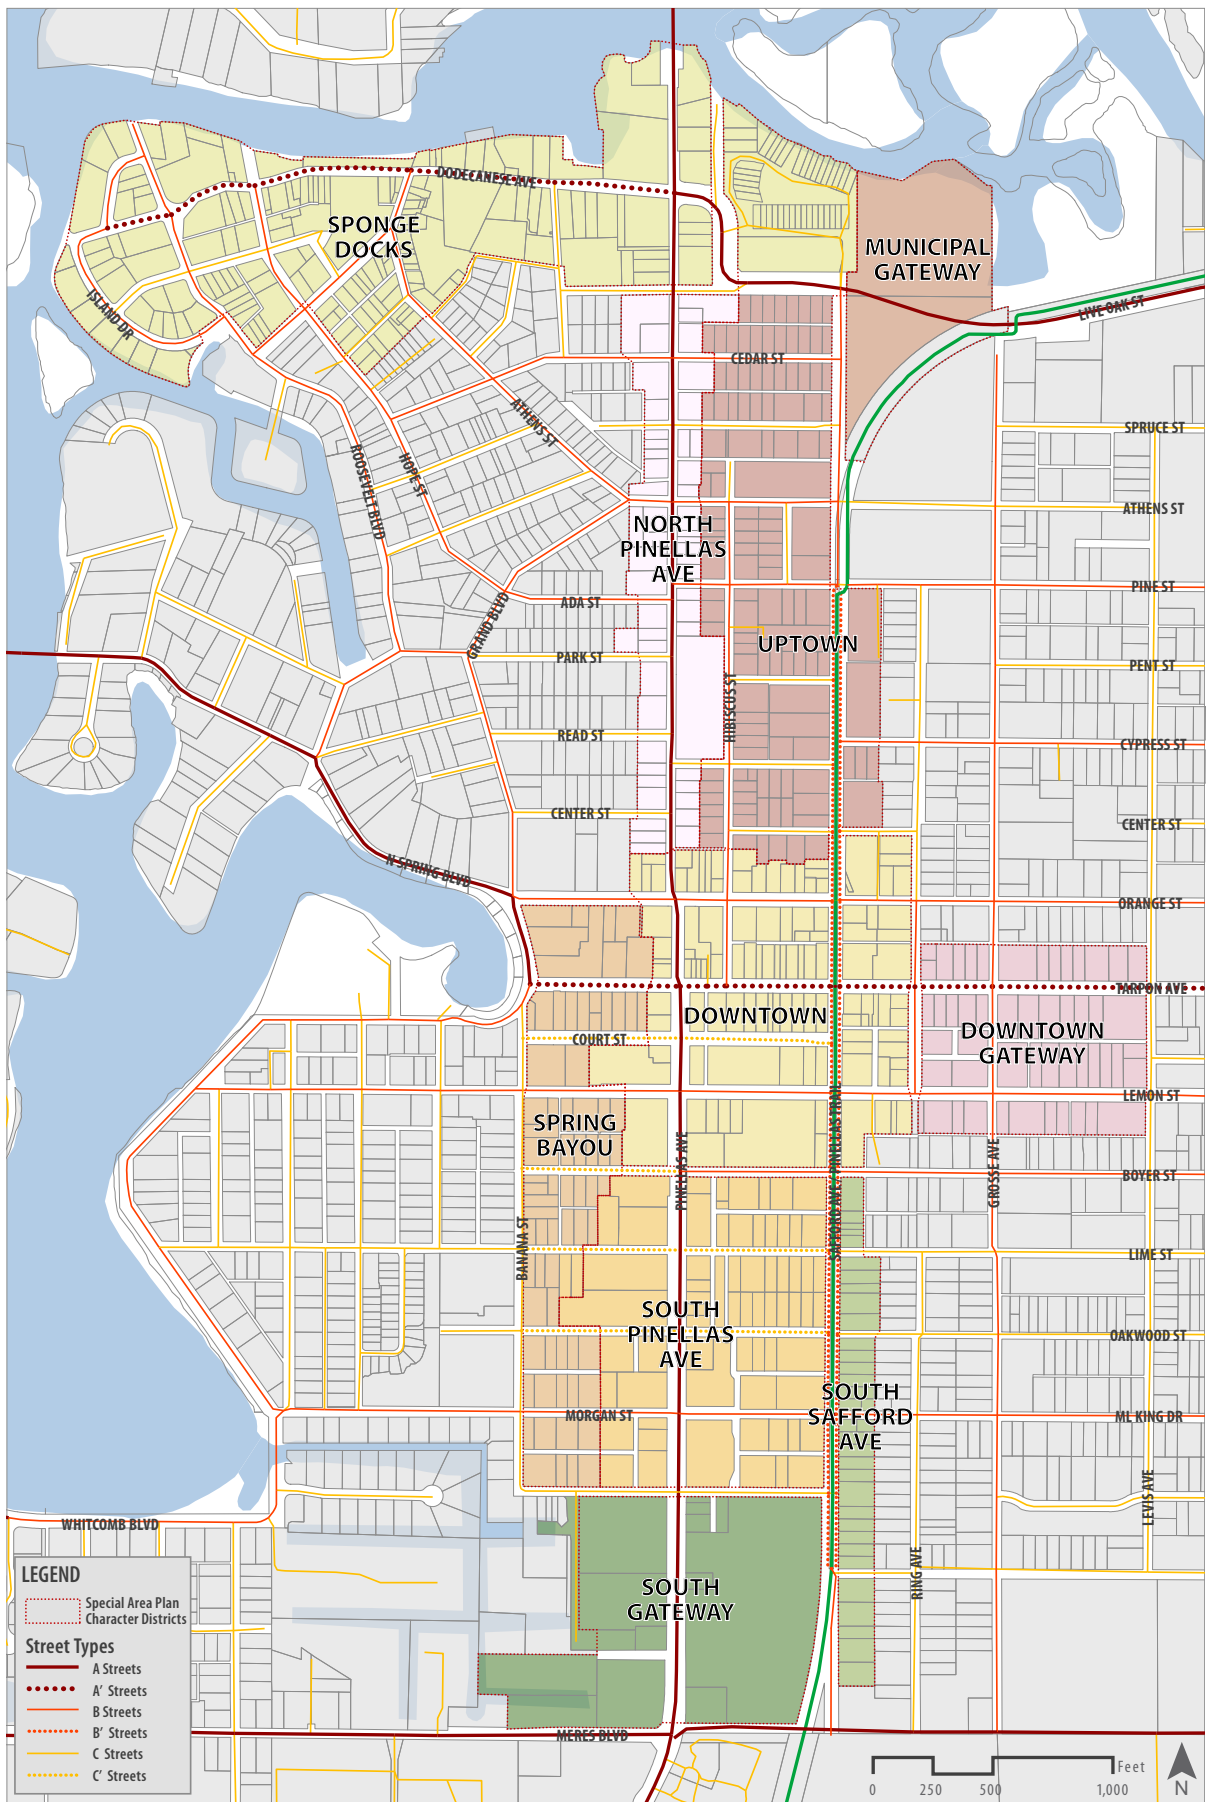 DODECANESE AVE
SPONGE
DOCKS
MUNICIPAL
GATEWAY
ISLAND DR
LIVE OAK ST
CEDAR ST
ATHENS ST
SPRUCE ST
ROOSEVELT BLVD
HOPE ST
ATHENS ST
NORTH
PINELLAS
AVE
PINE ST
ADA ST
GRAND BLVD
UPTOWN
PARK ST
PENT ST
HIBISCUS ST
READ ST
CYPRESS ST
CENTER ST
CENTER ST
N SPRING BLVD
ORANGE ST
TARPON AVE
DOWNTOWN
DOWNTOWN
GATEWAY
COURT ST
LEMON ST
SPRING
BAYOU
PINELLAS AVE
SAFFORD AVE / PINELLAS TRAIL
GROSSE AVE
BOYER ST
BANANA ST
LIME ST
SOUTH
PINELLAS
AVE
OAKWOOD ST
SOUTH
SAFFORD
AVE
MORGAN ST
ML KING DR
LEVIS AVE
WHITCOMB BLVD
RING AVE
SOUTH
GATEWAY
MERES BLVD
LEGEND
Special Area Plan
Character Districts
Street Types
A Streets
A' Streets
B Streets
B' Streets
C Streets
C' Streets
Feet
0 250 500 1,000
N